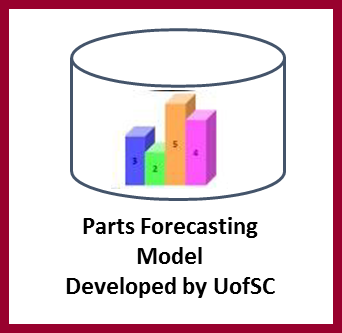 3 2 5 4
Parts Forecasting
Model
Developed by UofSC